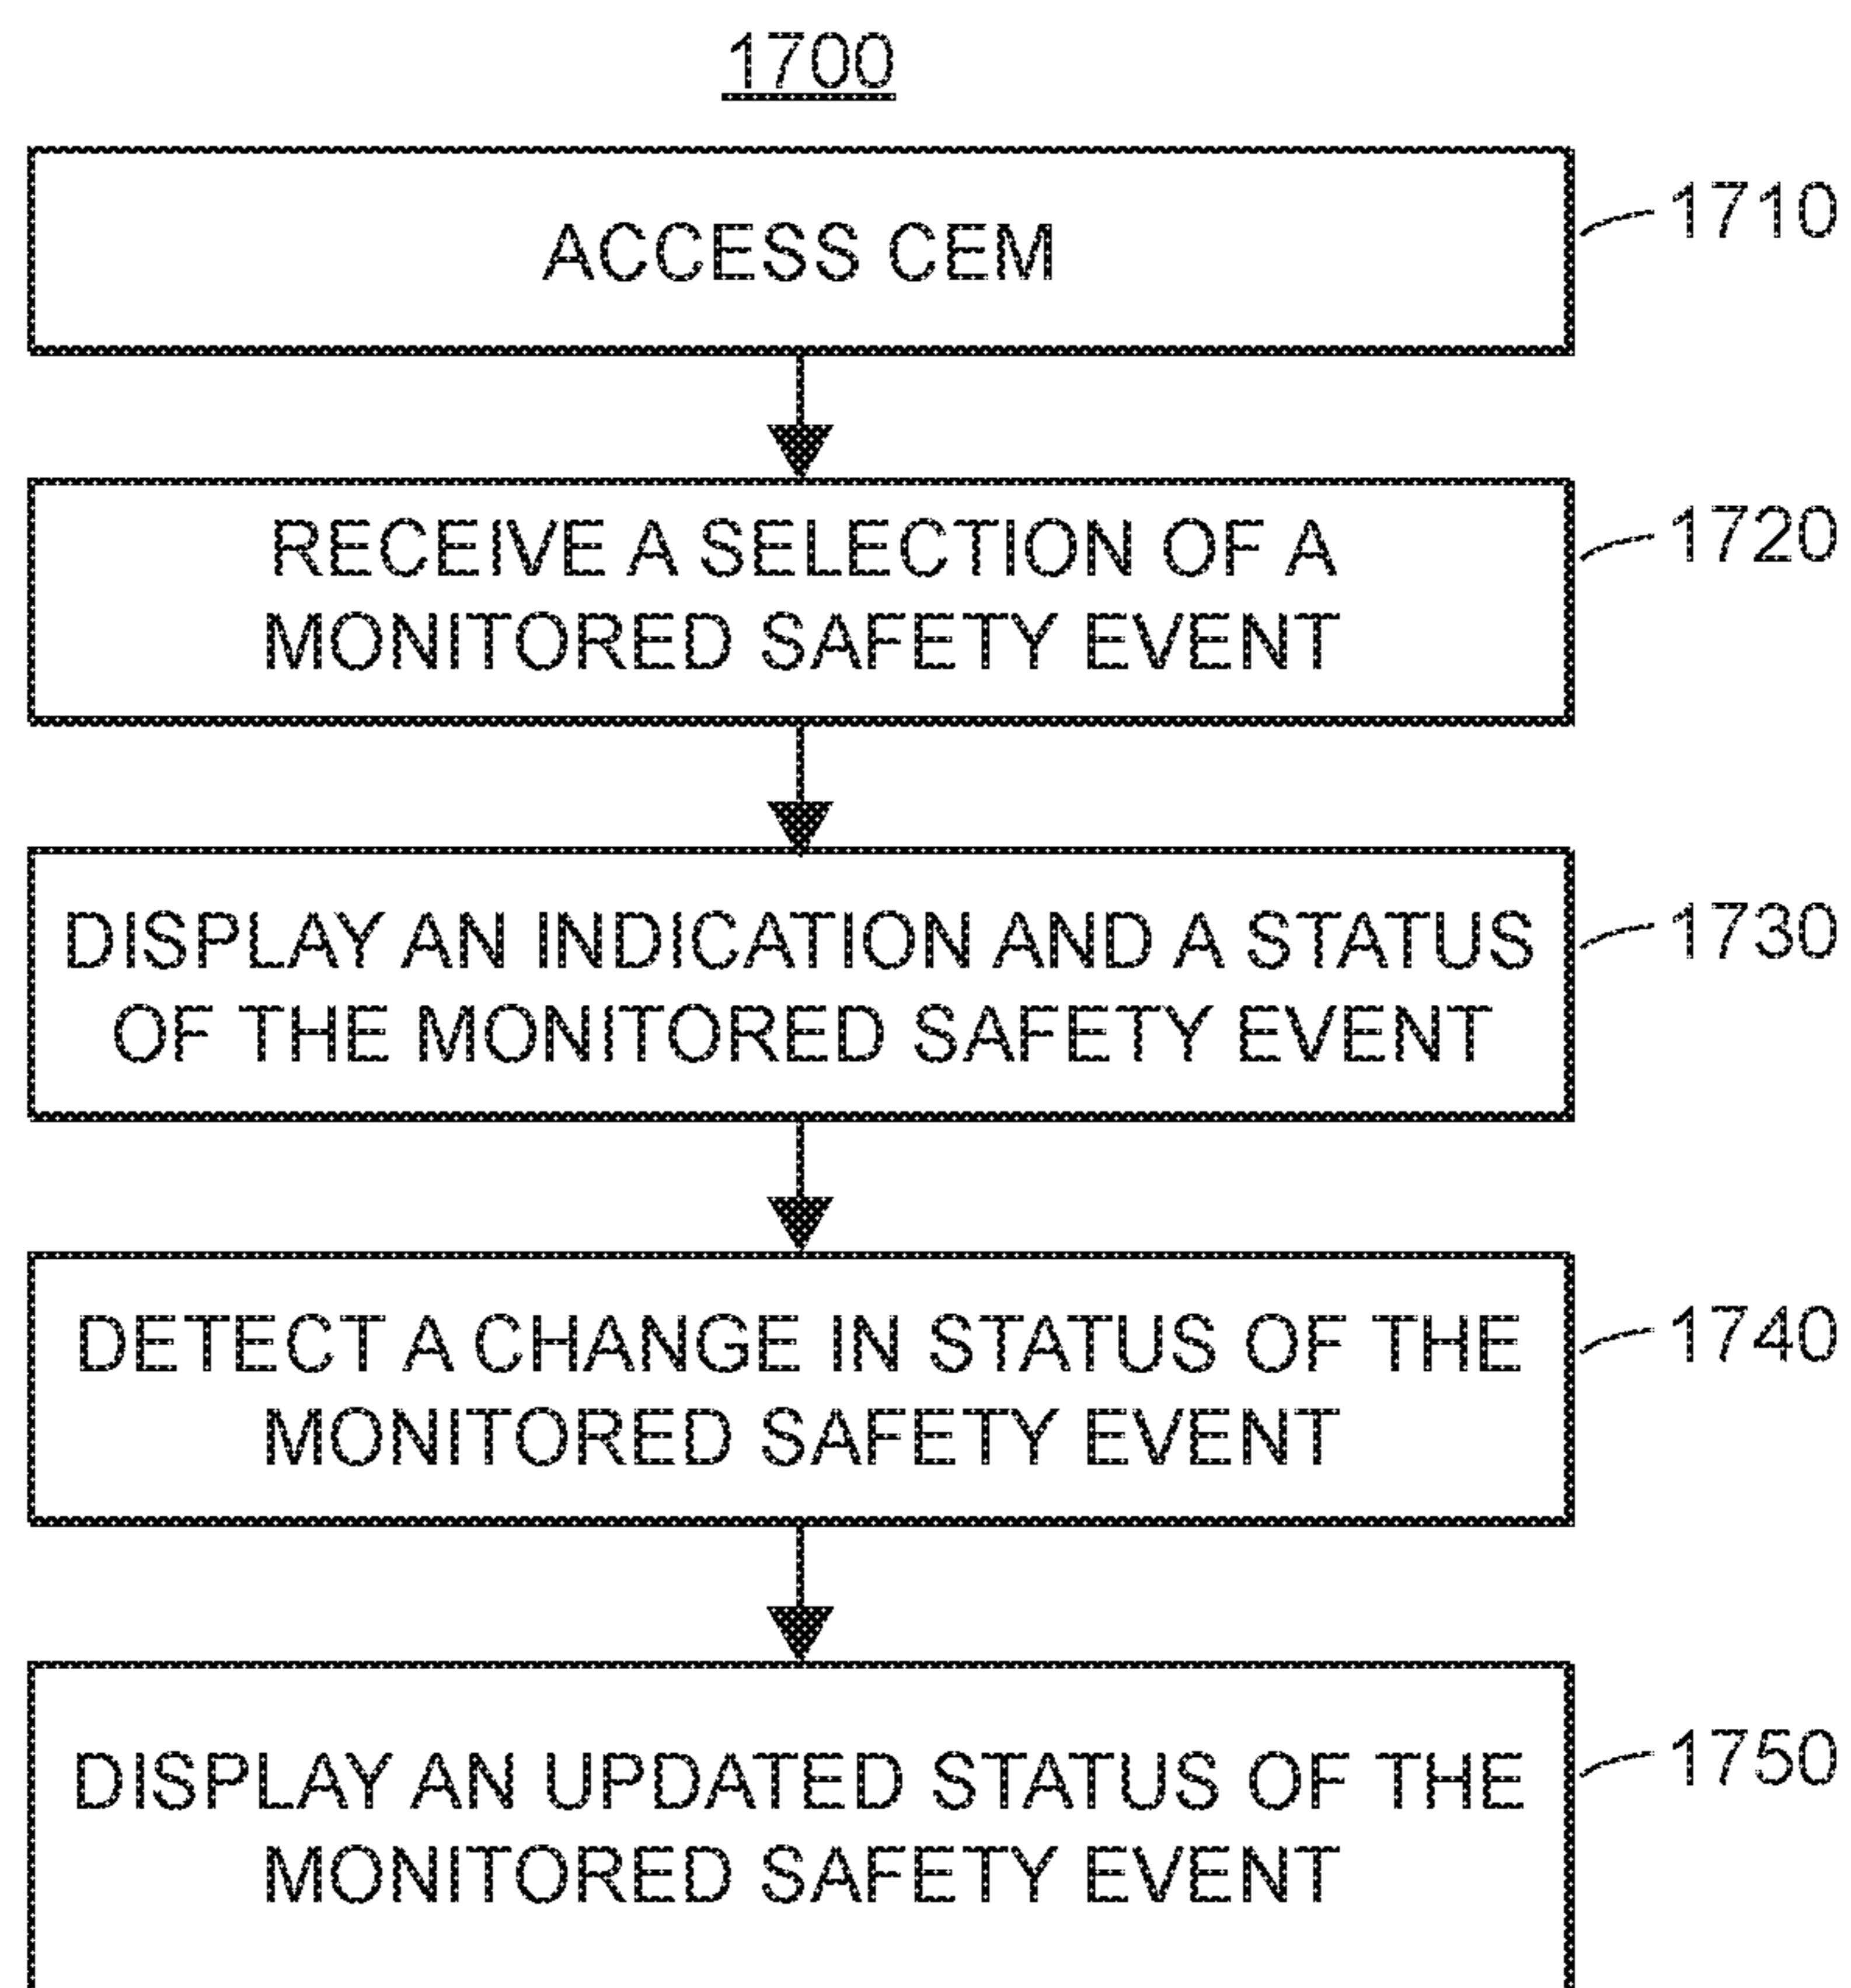 1700
ACCESS CEM
1710
RECEIVE A SELECTION OF A
MONITORED SAFETY EVENT
1720
DISPLAY AN INDICATION AND A STATUS
OF THE MONITORED SAFETY EVENT
1730
DETECT A CHANGE IN STATUS OF THE
MONITORED SAFETY EVENT
1740
DISPLAY AN UPDATED STATUS OF THE
MONITORED SAFETY EVENT
1750